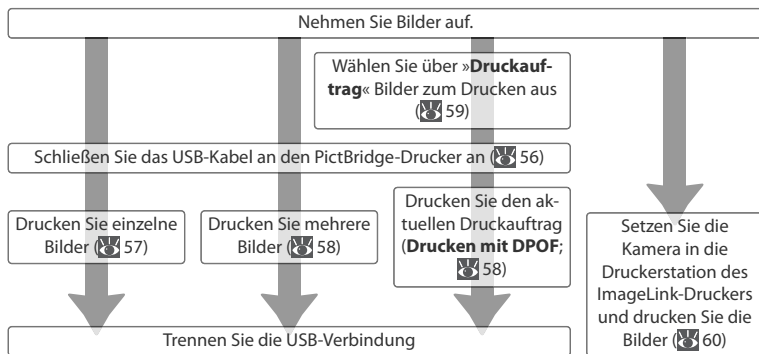 Nehmen Sie Bilder auf.
Wählen Sie über »Druckauf-
trag« Bilder zum Drucken aus
( 59)
Schließen Sie das USB-Kabel an den PictBridge-Drucker an ( 56)
Drucken Sie einzelne
Bilder ( 57)
Drucken Sie mehrere
Bilder ( 58)
Drucken Sie den ak-
tuellen Druckauftrag
(Drucken mit DPOF;
 58)
Setzen Sie die
Kamera in die
Druckerstation des
ImageLink-Druckers
und drucken Sie die
Bilder ( 60)
Trennen Sie die USB-Verbindung